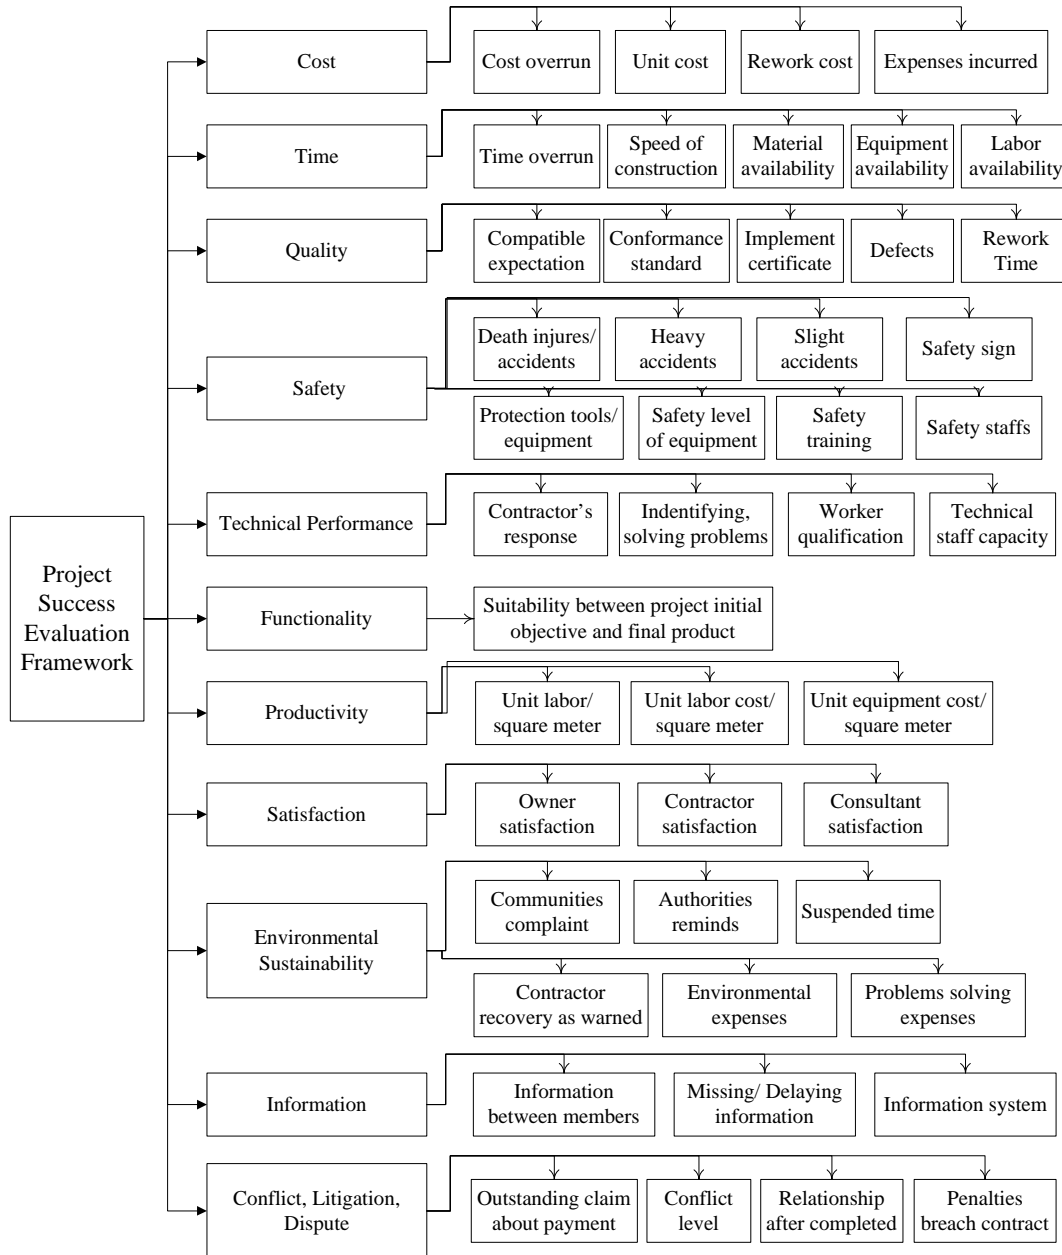 Project
Success
Evaluation
Framework
Cost
Cost overrun
Unit cost
Rework cost
Expenses incurred
Time
Time overrun
Speed of
construction
Material
availability
Equipment
availability
Labor
availability
Quality
Compatible
expectation
Conformance
standard
Implement
certificate
Defects
Rework
Time
Safety
Death injures/
accidents
Heavy
accidents
Slight
accidents
Safety sign
Protection tools/
equipment
Safety level
of equipment
Safety
training
Safety staffs
Technical Performance
Contractor’s
response
Indentifying,
solving problems
Worker
qualification
Technical
staff capacity
Functionality
Suitability between project initial
objective and final product
Productivity
Unit labor/
square meter
Unit labor cost/
square meter
Unit equipment cost/
square meter
Satisfaction
Owner
satisfaction
Contractor
satisfaction
Consultant
satisfaction
Environmental
Sustainability
Communities
complaint
Authorities
reminds
Suspended time
Contractor
recovery as warned
Environmental
expenses
Problems solving
expenses
Information
Information
between members
Missing/ Delaying
information
Information system
Conflict, Litigation,
Dispute
Outstanding claim
about payment
Conflict
level
Relationship
after completed
Penalties
breach contract